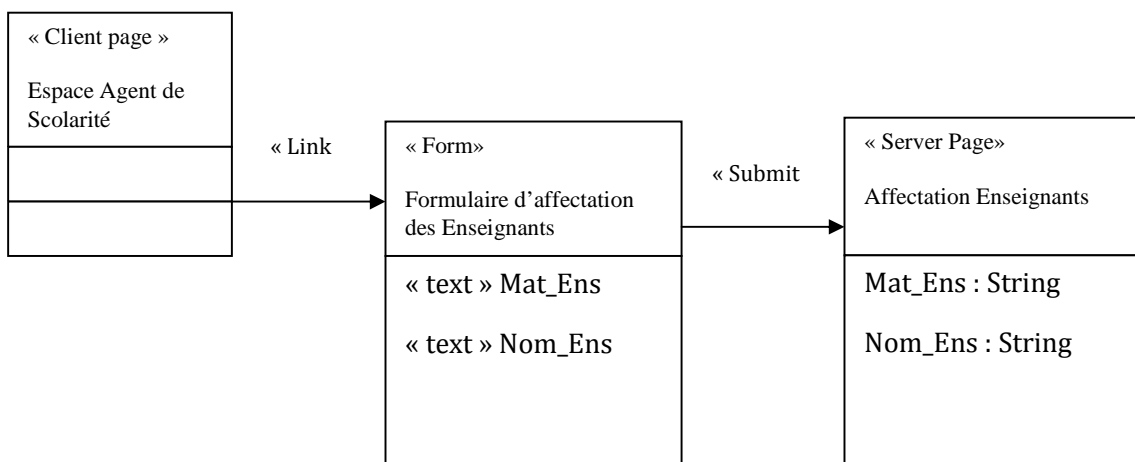 « Client page »
Espace Agent de
Scolarité
« Link
« Form»
Formulaire d’affectation
des Enseignants
« text » Mat_Ens
« text » Nom_Ens
« Submit
« Server Page»
Affectation Enseignants
Mat_Ens : String
Nom_Ens : String